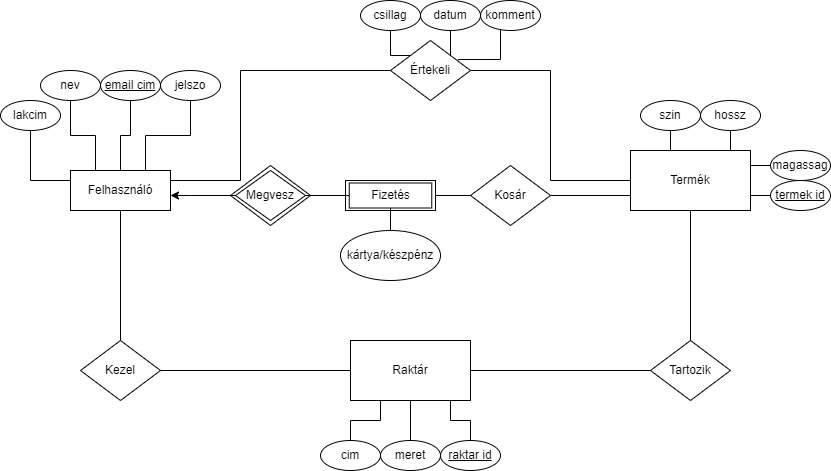 csillag
datum
komment
Értekeli
nev
email cim
jelszo
lakcim
szin
hossz
Felhasználó
Megvesz
Fizetés
Kosár
Termék
magassag
termek id
kártya/készpénz
Kezel
Raktár
Tartozik
cim
meret
raktar id